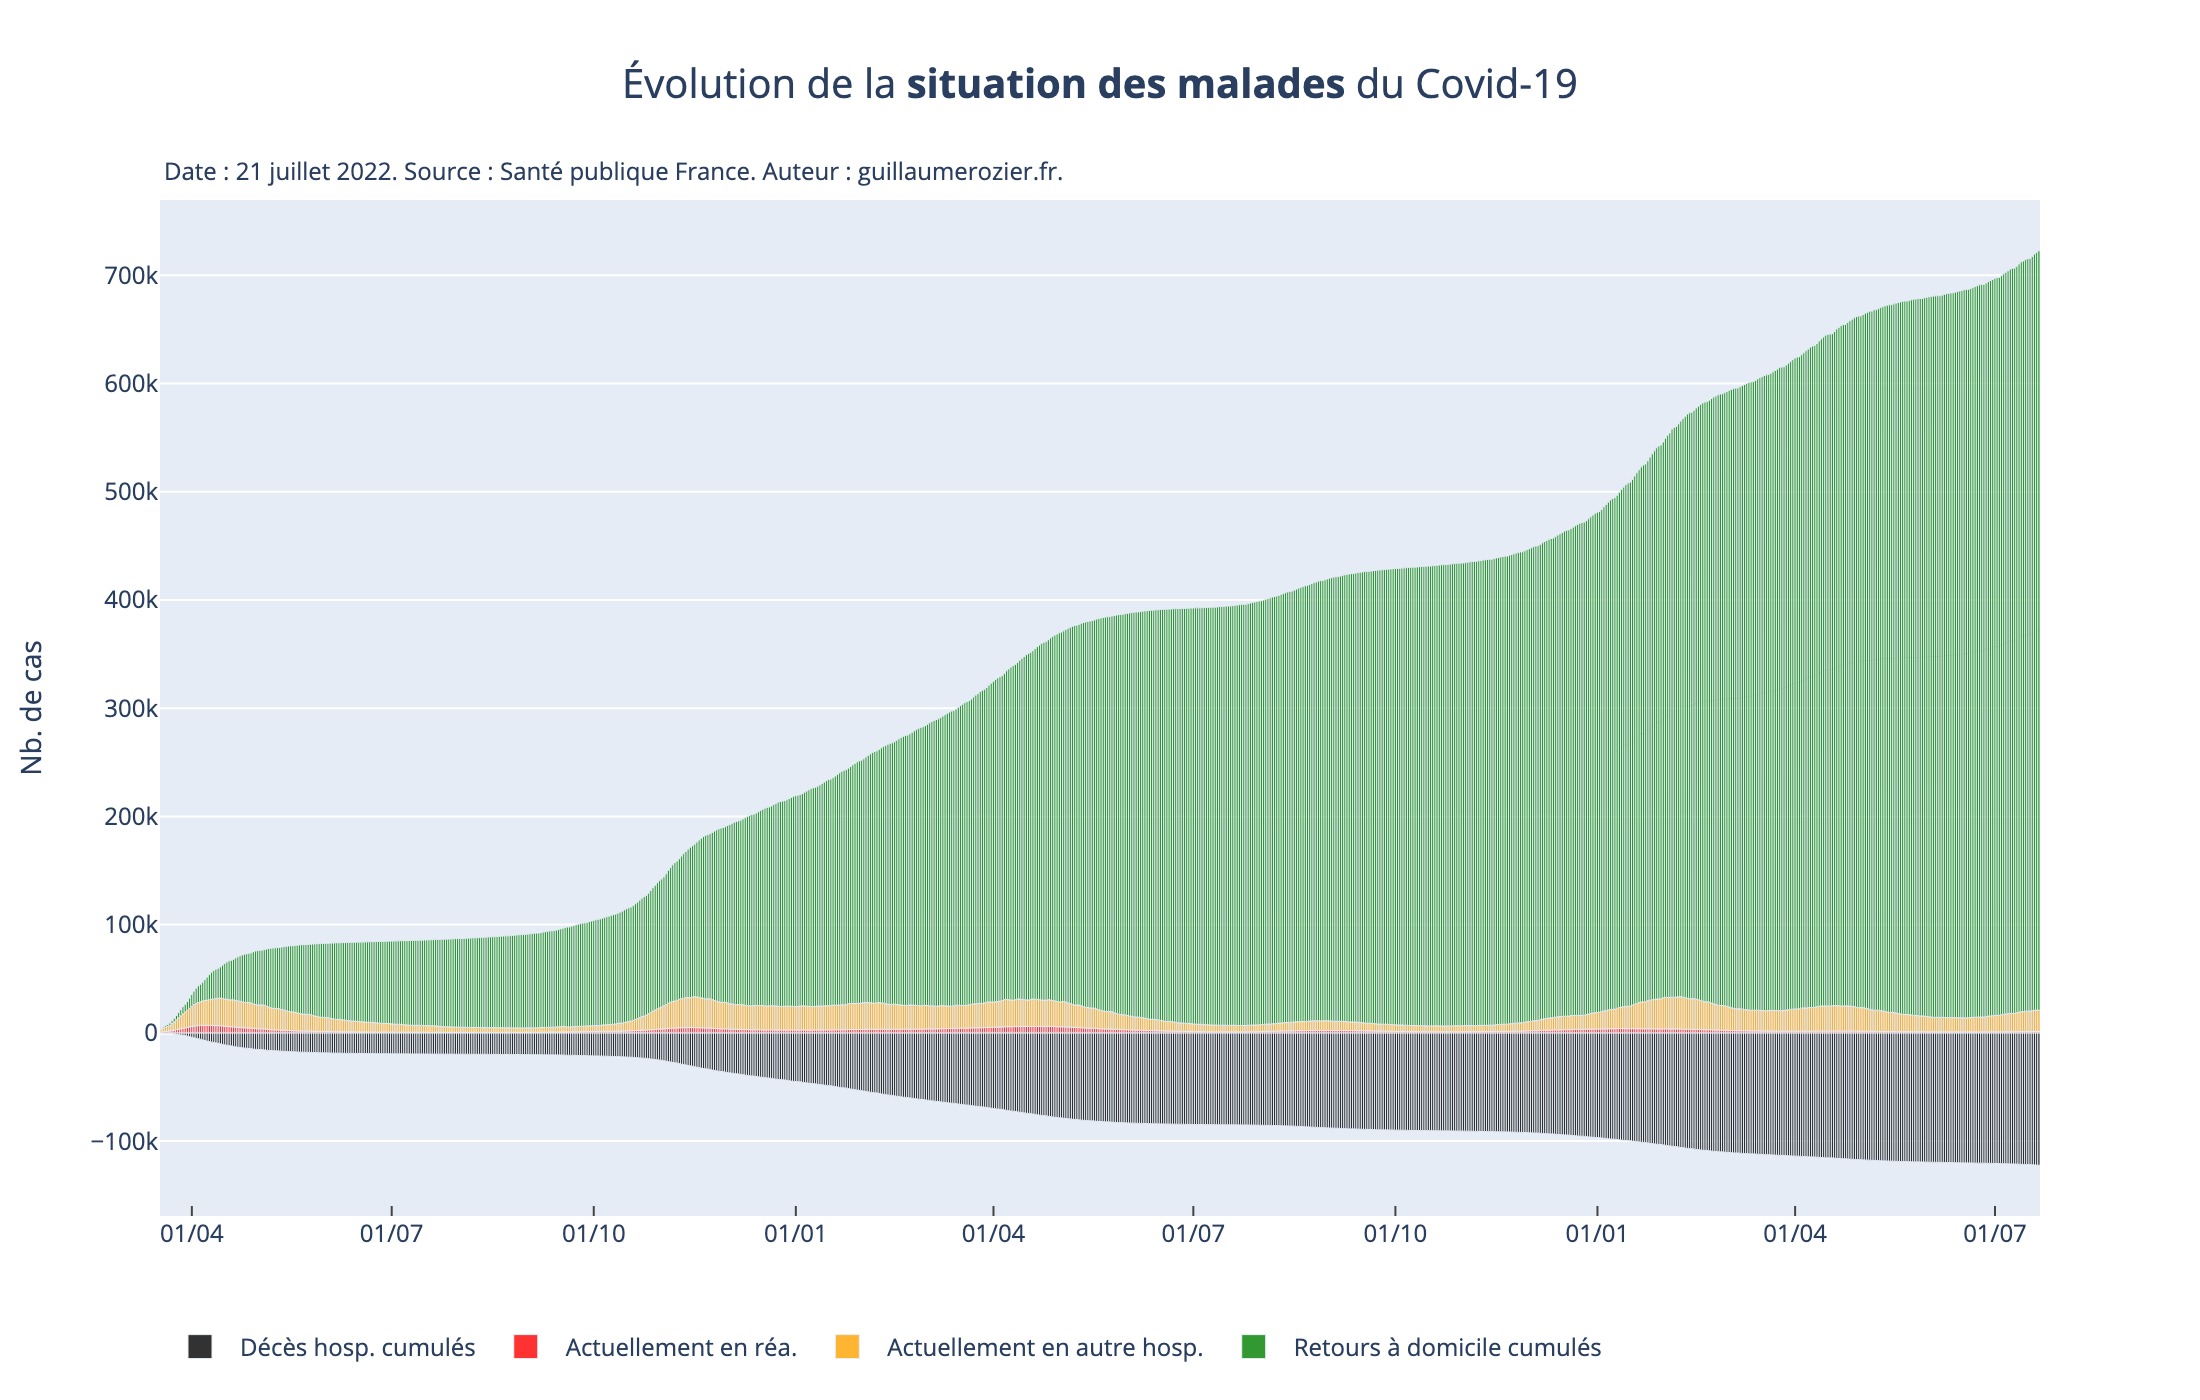 Évolution de la situation des malades du Covid-19
Date : 21 juillet 2022. Source : Santé publique France. Auteur : guillaumerozier.fr.
Nb. de cas
700k
600k
500k
400k
300k
200k
100k
0
−100k
01/04 01/07 01/10 01/01 01/04 01/07 01/10 01/01 01/04 01/07
Décès hosp. cumulés Actuellement en réa. Actuellement en autre hosp. Retours à domicile cumulés